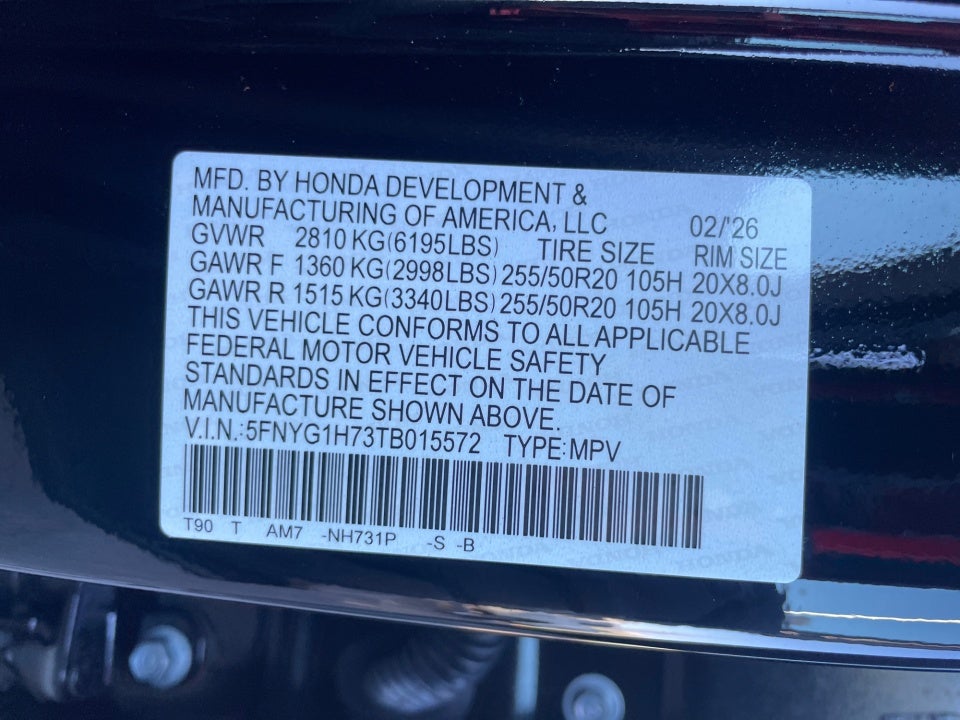 MFD. BY HONDA DEVELOPMENT &
MANUFACTURING OF AMERICA, LLC 02/'26
GVWR 2810 KG(6195LBS) TIRE SIZE RIM SIZE
GAWR F 1360 KG(2998LBS) 255/50R20 105H 20X8.0J
GAWR R 1515 KG(3340LBS) 255/50R20 105H 20X8.0J
THIS VEHICLE CONFORMS TO ALL APPLICABLE
FEDERAL MOTOR VEHICLE SAFETY
STANDARDS IN EFFECT ON THE DATE OF
MANUFACTURE SHOWN ABOVE.
V.I.N.:5FNYG1H73TB015572 TYPE:MPV
T90 T AM7 -NH731P -S -B